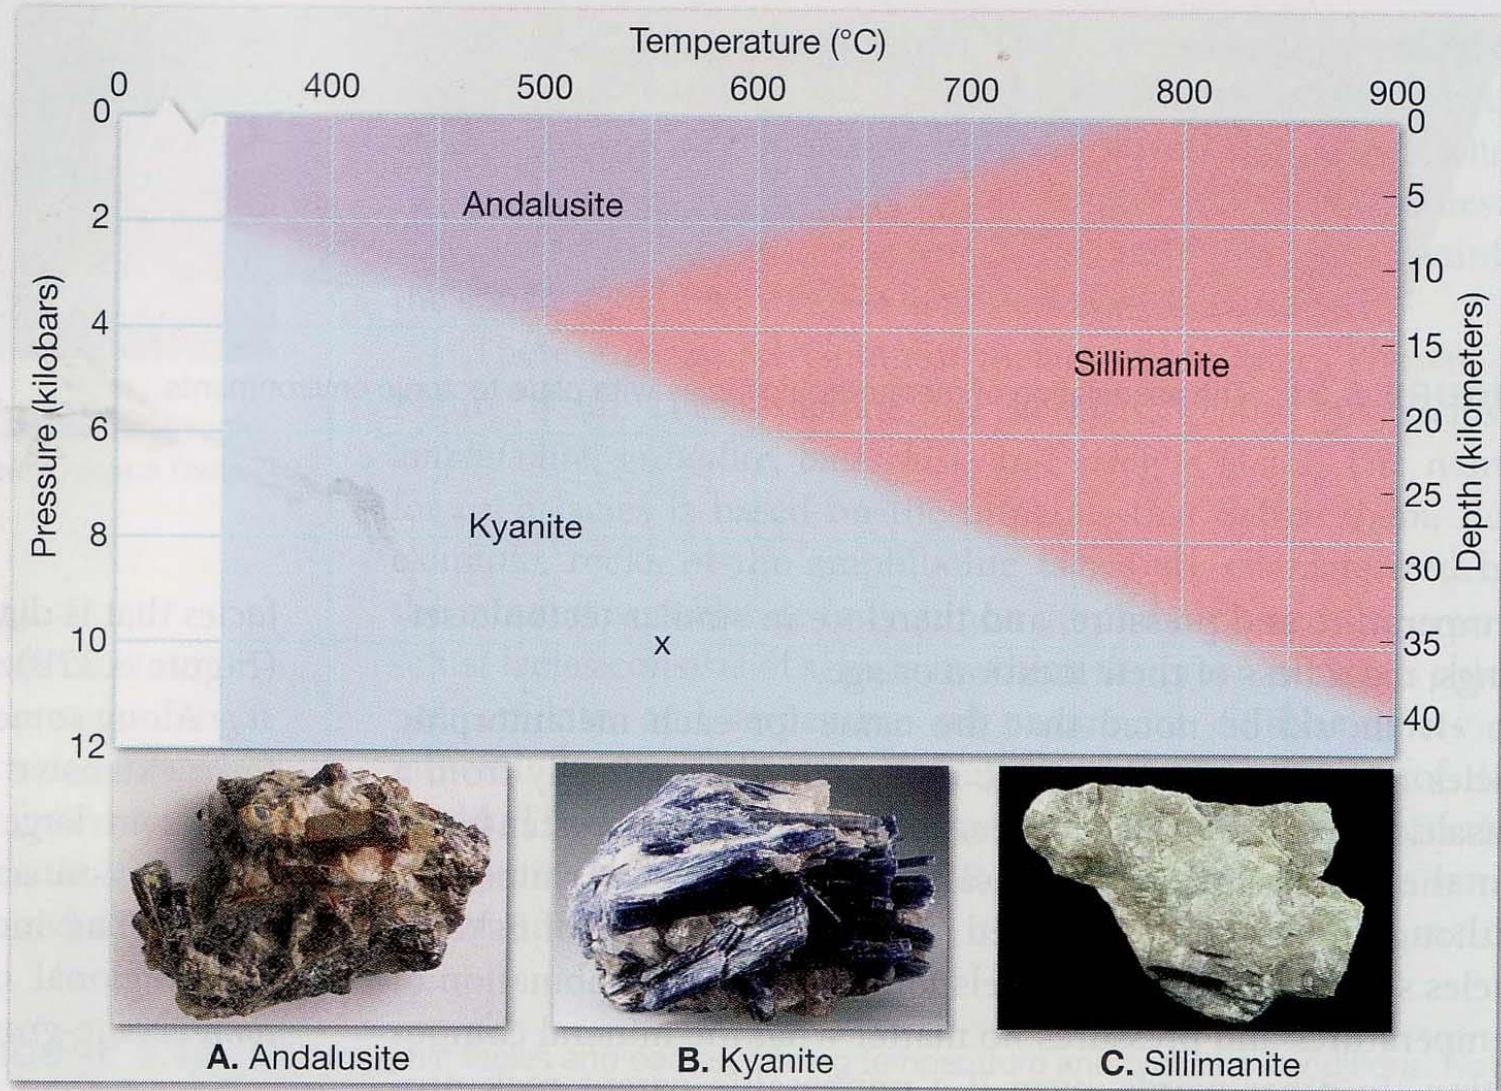 Temperature (°C)
0 400 500 600 700 800 900
0 0
Andalusite 5
2
10
4
15
Sillimanite
6 20
Pressure (kilobars)
Depth (kilometers)
25
Kyanite
8
30
10 x 35
40
12
A. Andalusite B. Kyanite C. Sillimanite